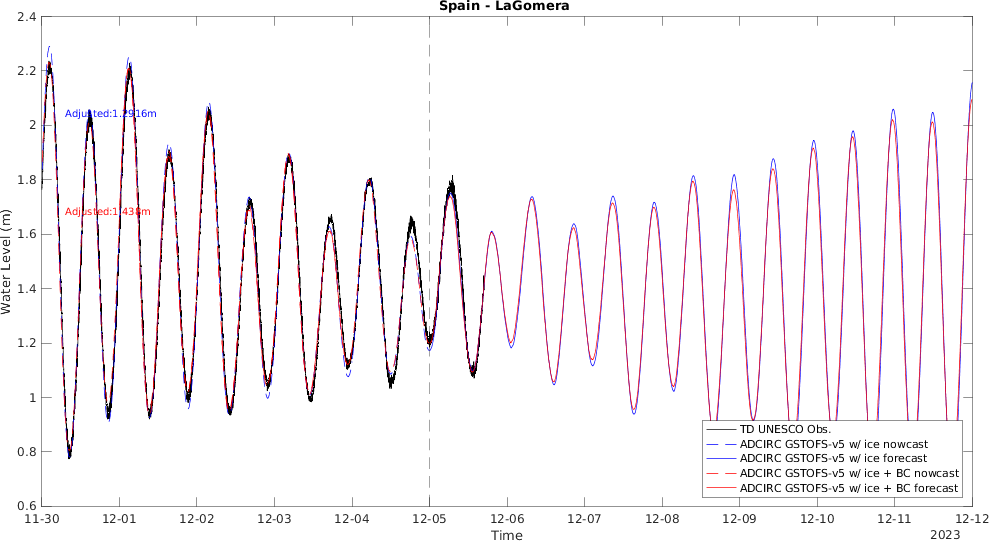 Spain - LaGomera
2.4
2.2
2
1.8
1.6
1.4
1.2
1
0.8
0.6
Water Level (m)
Adjusted:1.2916m
Adjusted:1.436m
TD UNESCO Obs.
ADCIRC GSTOFS-v5 w/ ice nowcast
ADCIRC GSTOFS-v5 w/ ice forecast
ADCIRC GSTOFS-v5 w/ ice + BC nowcast
ADCIRC GSTOFS-v5 w/ ice + BC forecast
11-30 12-01 12-02 12-03 12-04 12-05 12-06 12-07 12-08 12-09 12-10 12-11 12-12
Time
2023